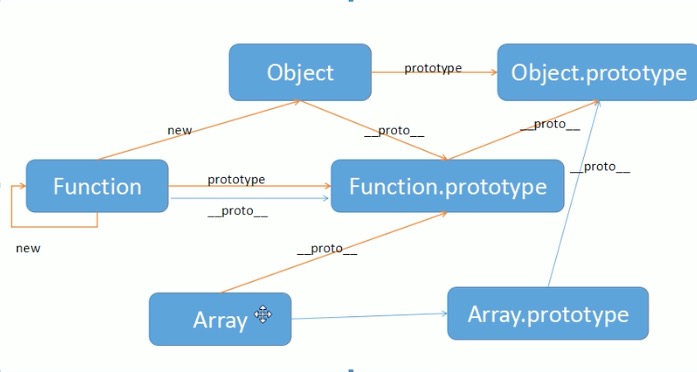 Object
prototype
Object.prototype
new
__proto__
__proto__
__proto__
Function
prototype
__proto__
Function.prototype
new
__proto__
Array
Array.prototype